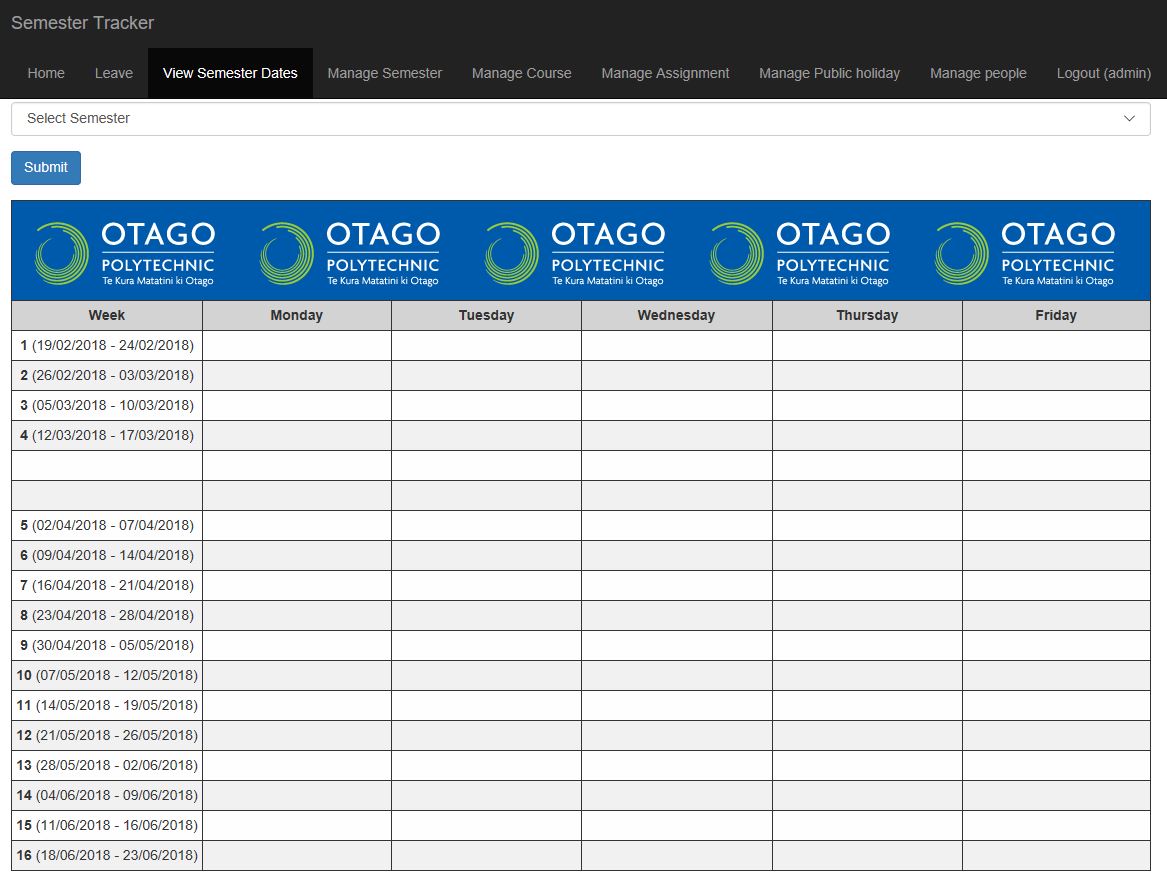 Semester Tracker
Home Leave View Semester Dates Manage Semester Manage Course Manage Assignment Manage Public holiday Manage people Logout (admin)
Select Semester
Submit
OTAGO OTAGO OTAGO OTAGO OTAGO
POLYTECHNIC POLYTECHNIC POLYTECHNIC POLYTECHNIC POLYTECHNIC
Te Kura Matatini ki Otago Te Kura Matatini ki Otago Te Kura Matatini ki Otago Te Kura Matatini ki Otago Te Kura Matatini ki Otago
Week Monday Tuesday Wednesday Thursday Friday
1 (19/02/2018 - 24/02/2018)
2 (26/02/2018 - 03/03/2018)
3 (05/03/2018 - 10/03/2018)
4 (12/03/2018 - 17/03/2018)
5 (02/04/2018 - 07/04/2018)
6 (09/04/2018 - 14/04/2018)
7 (16/04/2018 - 21/04/2018)
8 (23/04/2018 - 28/04/2018)
9 (30/04/2018 - 05/05/2018)
10 (07/05/2018 - 12/05/2018)
11 (14/05/2018 - 19/05/2018)
12 (21/05/2018 - 26/05/2018)
13 (28/05/2018 - 02/06/2018)
14 (04/06/2018 - 09/06/2018)
15 (11/06/2018 - 16/06/2018)
16 (18/06/2018 - 23/06/2018)